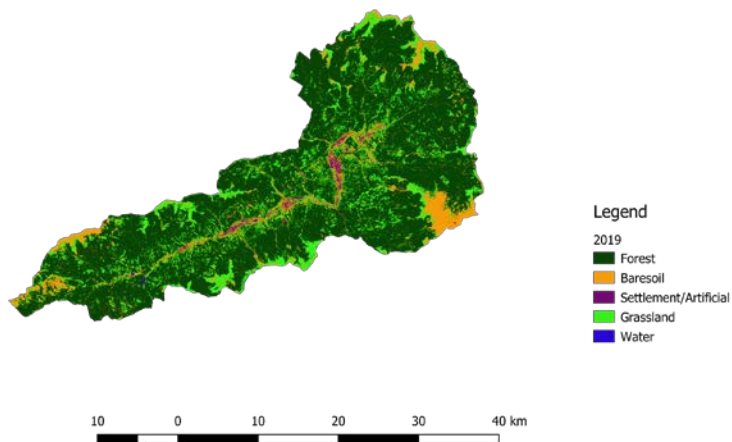 Legend
2019
Forest
Baresoil
Settlement/Artificial
Grassland
Water
10 0 10 20 30 40 km